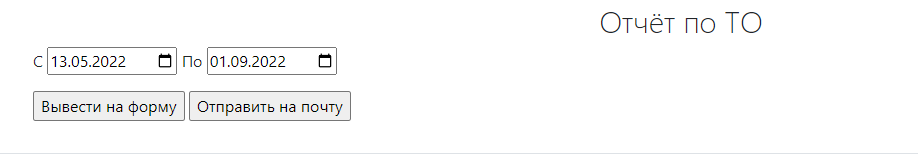 Отчёт по ТО
С 13.05.2022 По 01.09.2022
Вывести на форму Отправить на почту